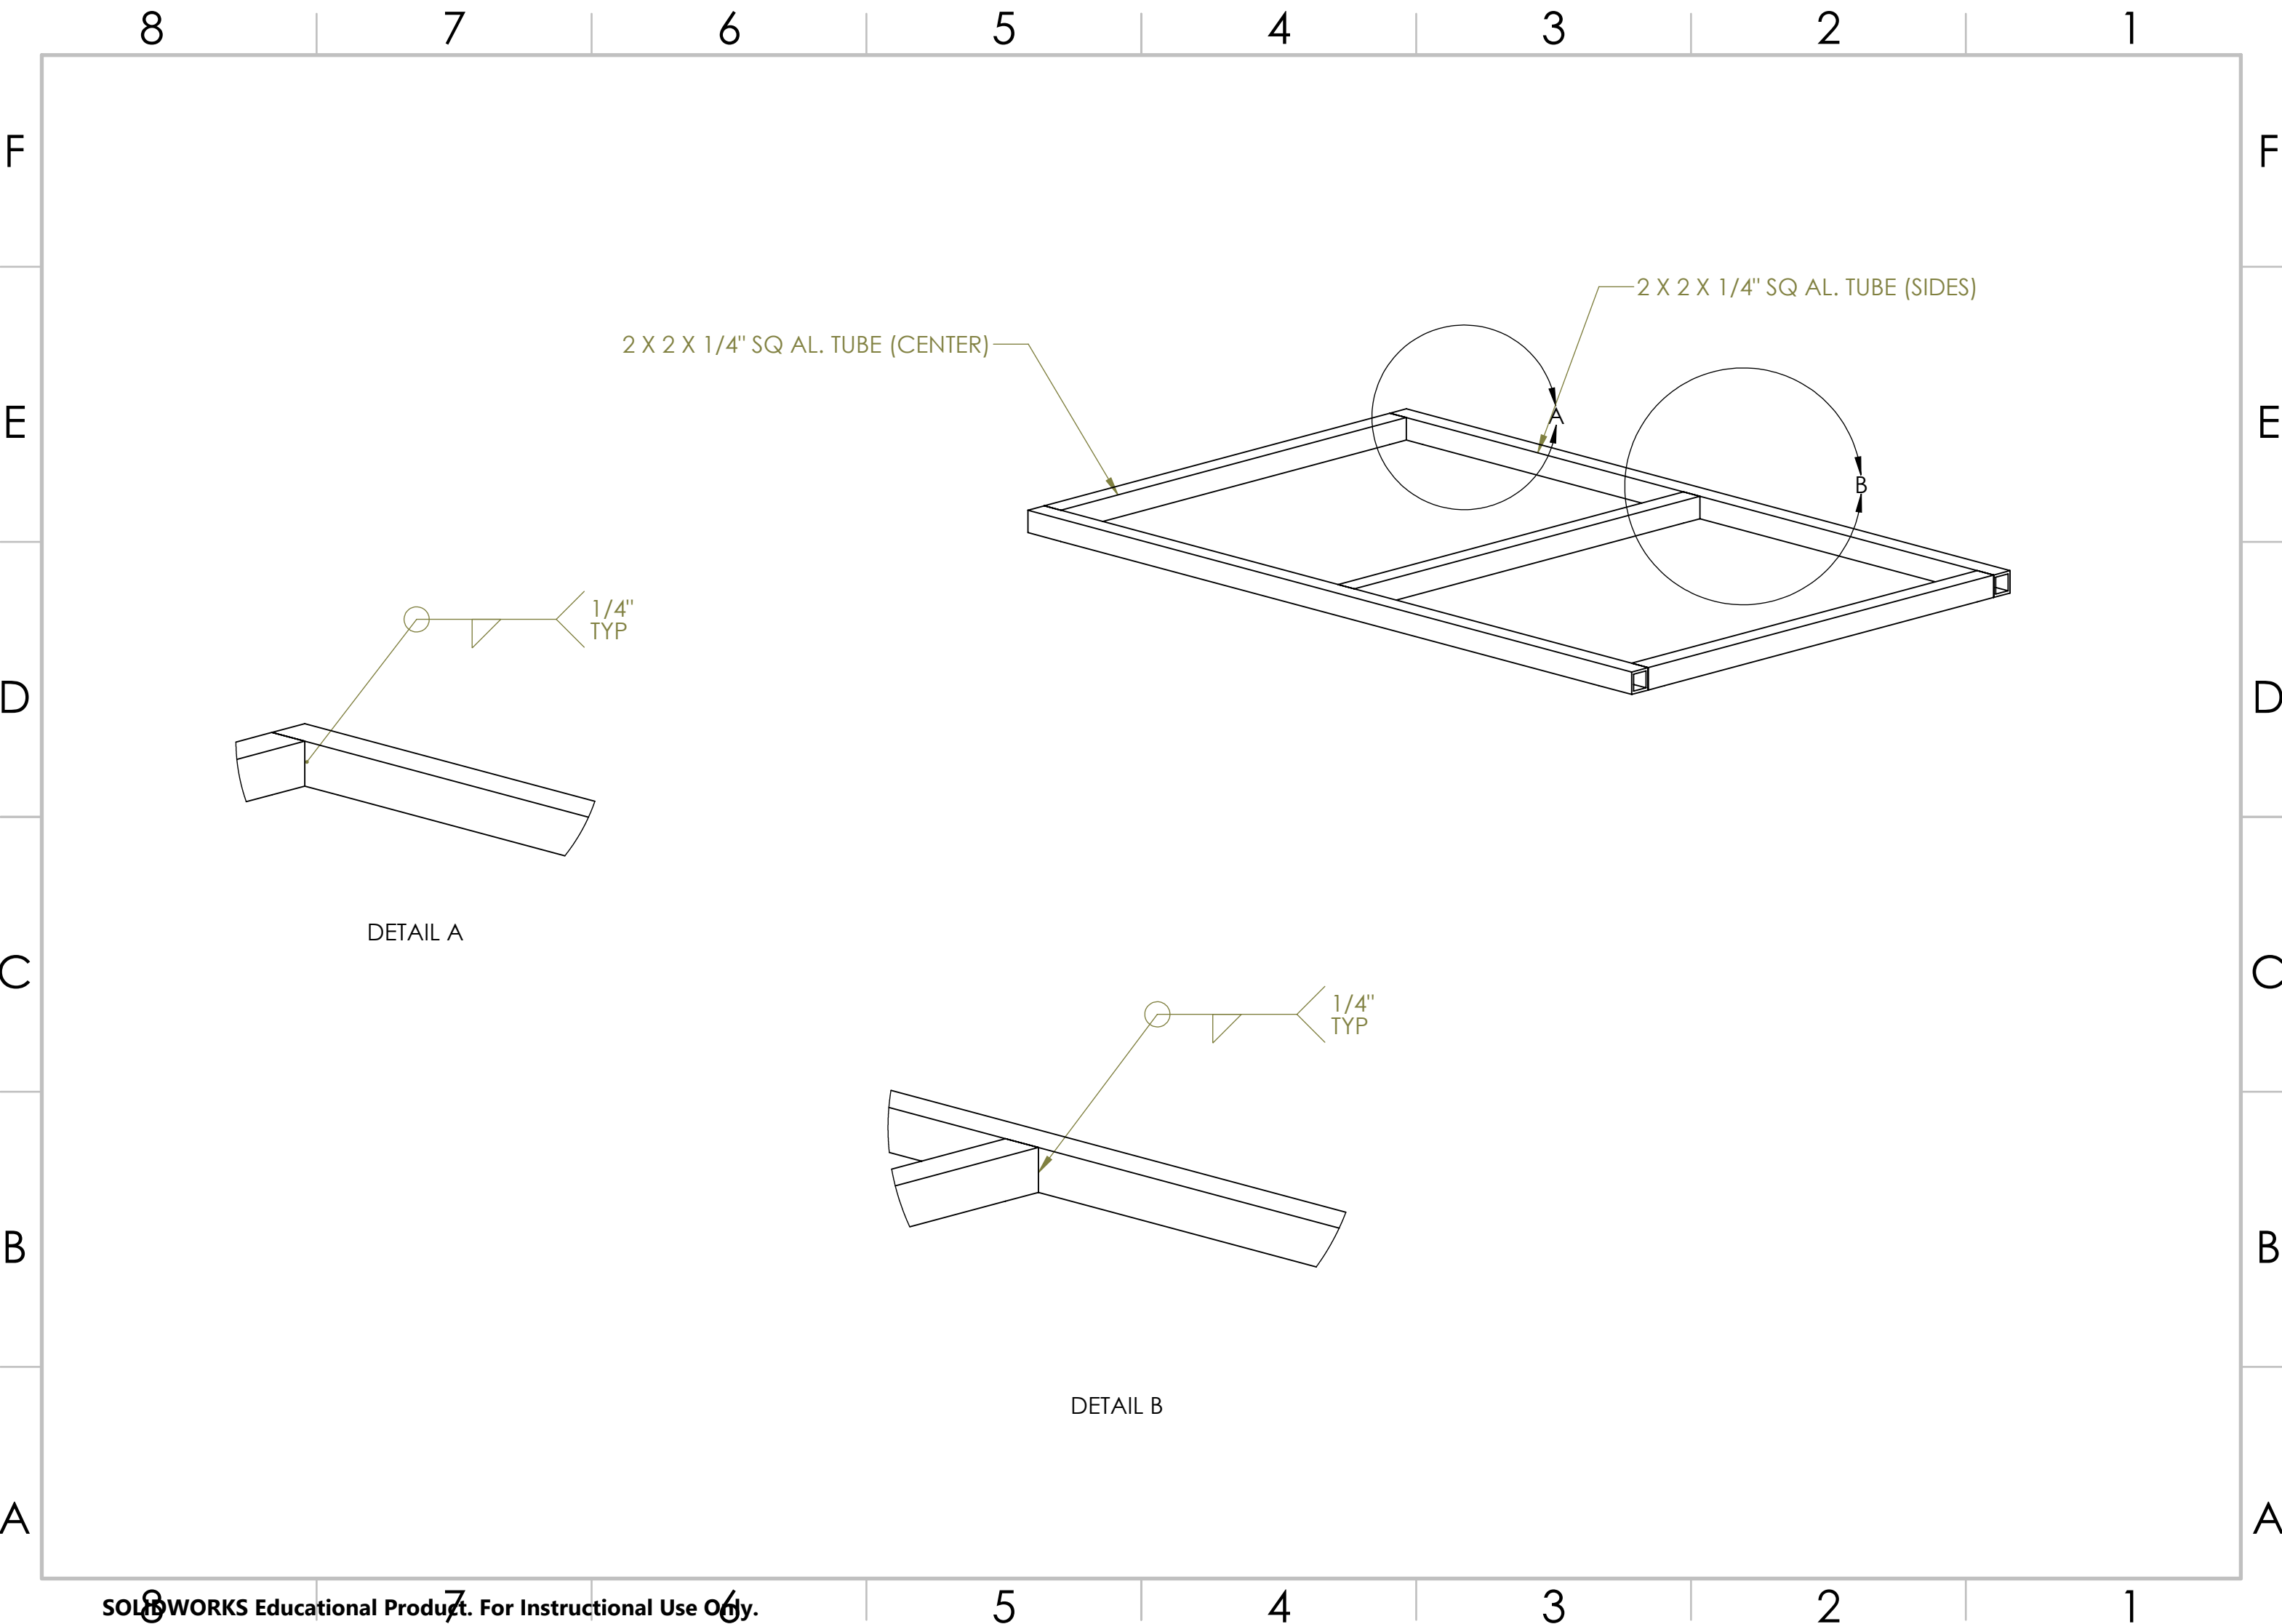 8 7 6 5 4 3 2 1
F F
2 X 2 X 1/4" SQ AL. TUBE (SIDES)
2 X 2 X 1/4" SQ AL. TUBE (CENTER)
A
E E
B
1/4"
TYP
D D
DETAIL A
C C
1/4"
TYP
B B
DETAIL B
A A
8 7 6 5 4 3 2 1
SOLIDWORKS Educational Product. For Instructional Use Only.